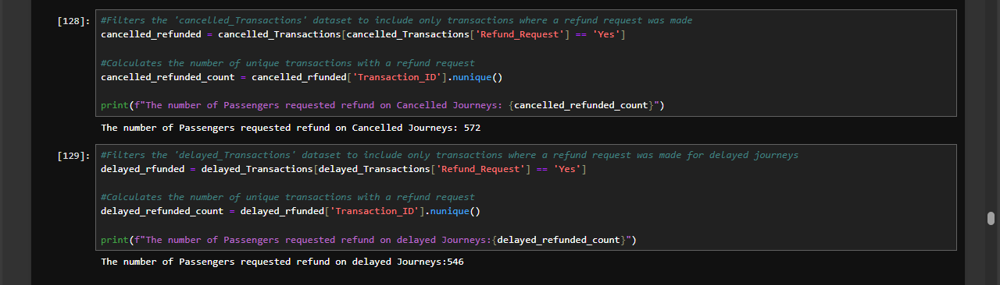 [128]: #Filters the 'cancelled_Transactions' dataset to include only transactions where a refund request was made
cancelled_refunded = cancelled_Transactions[cancelled_Transactions['Refund_Request'] == 'Yes']
#Calculates the number of unique transactions with a refund request
cancelled_refunded_count = cancelled_rfunded['Transaction_ID'].nunique()
print(f"The number of Passengers requested refund on Cancelled Journeys: {cancelled_refunded_count}")
The number of Passengers requested refund on Cancelled Journeys: 572
[129]: #Filters the 'delayed_Transactions' dataset to include only transactions where a refund request was made for delayed journeys
delayed_rfunded = delayed_Transactions[delayed_Transactions['Refund_Request'] == 'Yes']
#Calculates the number of unique transactions with a refund request
delayed_refunded_count = delayed_rfunded['Transaction_ID'].nunique()
print(f"The number of Passengers requested refund on delayed Journeys:{delayed_refunded_count}")
The number of Passengers requested refund on delayed Journeys:546